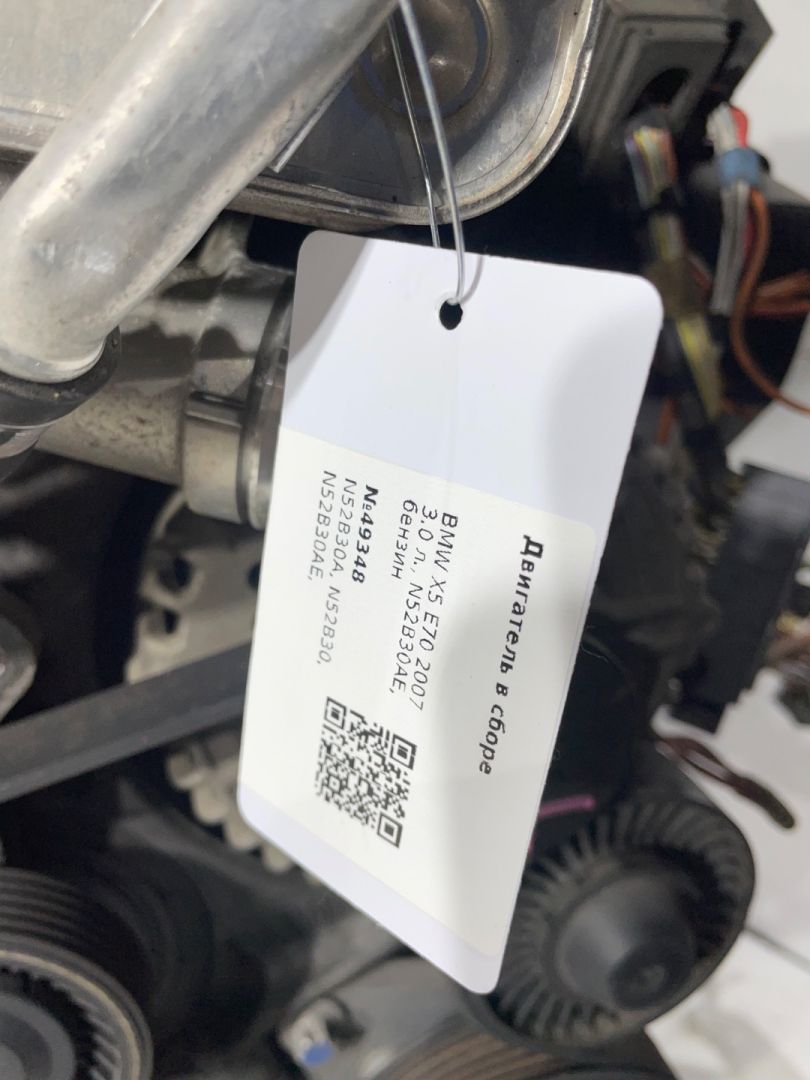 Двигатель в сборе
BMW X5 E70 2007
3.0 л., N52B30AE,
бензин
№49348
N52B30A, N52B30,
N52B30AE,